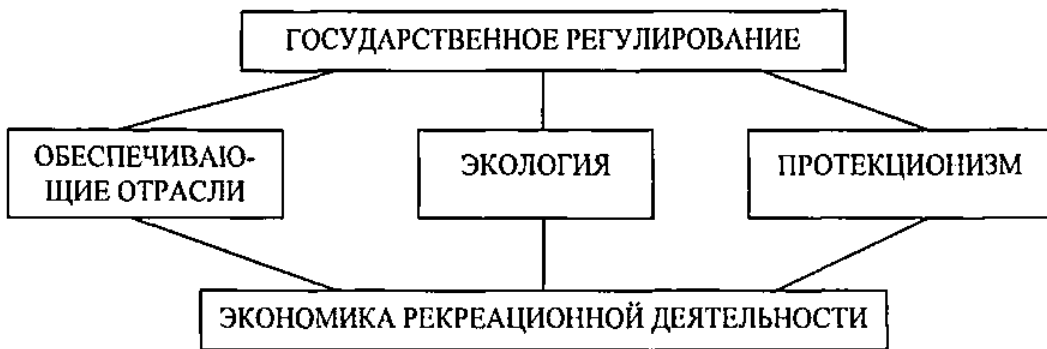 ГОСУДАРСТВЕННОЕ РЕГУЛИРОВАНИЕ
ОБЕСПЕЧИВАЮ-
ЩИЕ ОТРАСЛИ
ЭКОЛОГИЯ
ПРОТЕКЦИОНИЗМ
ЭКОНОМИКА РЕКРЕАЦИОННОЙ ДЕЯТЕЛЬНОСТИ